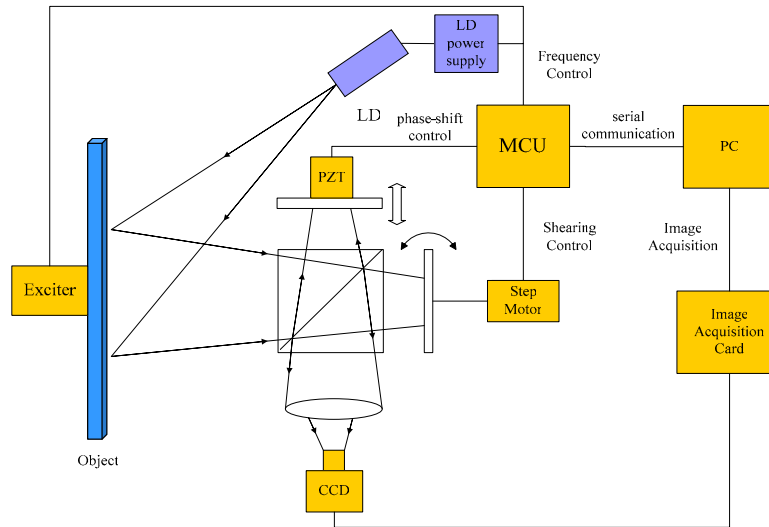 LD
power
supply
Frequency
Control
LD
phase-shift
control
MCU
serial
communication
PC
PZT
Shearing
Control
Image
Acquisition
Exciter
Step
Motor
Image
Acquisition
Card
Object
CCD